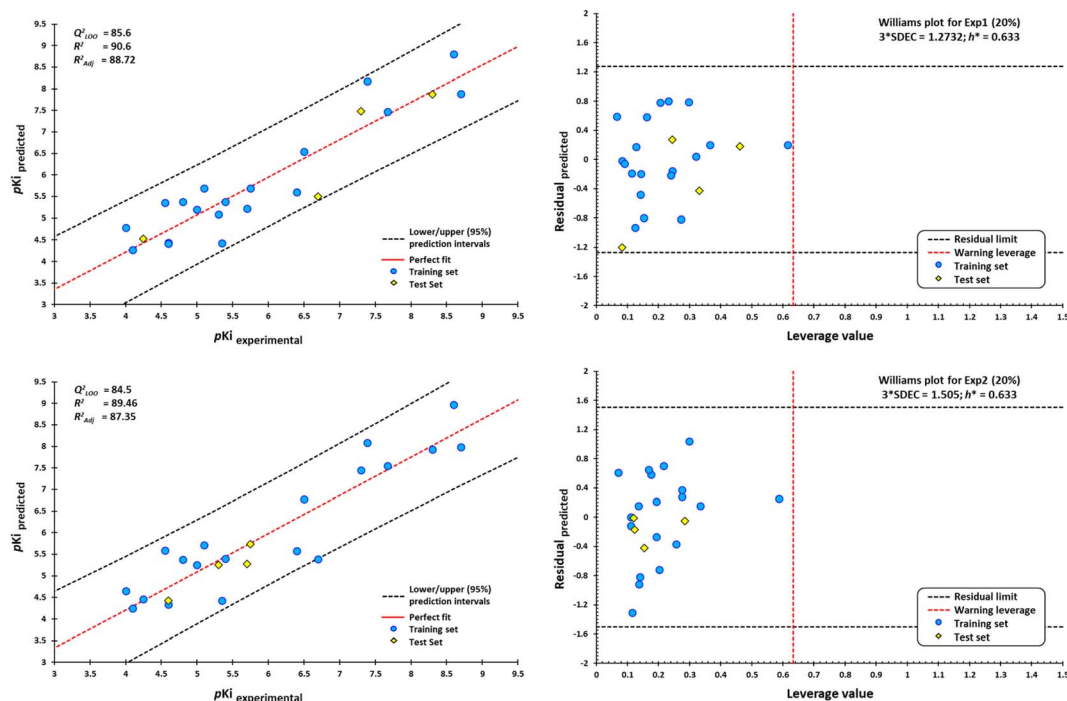 Q²LOO = 85.6
R² = 90.6
R²Adj = 88.72
9.5
9
8.5
8
7.5
7
6.5
6
5.5
5
4.5
4
3.5
3
pKi predicted
3 3.5 4 4.5 5 5.5 6 6.5 7 7.5 8 8.5 9 9.5
pKi experimental
Lower/upper (95%)
prediction intervals
Perfect fit
Training set
Test Set
Williams plot for Exp1 (20%)
3*SDEC = 1.2732; h* = 0.633
2
1.6
1.2
0.8
0.4
0
-0.4
-0.8
-1.2
-1.6
-2
Residual predicted
0 0.1 0.2 0.3 0.4 0.5 0.6 0.7 0.8 0.9 1 1.1 1.2 1.3 1.4 1.5
Leverage value
Residual limit
Warning leverage
Training set
Test set
Q²LOO = 84.5
R² = 89.46
R²Adj = 87.35
9.5
9
8.5
8
7.5
7
6.5
6
5.5
5
4.5
4
3.5
3
pKi predicted
3 3.5 4 4.5 5 5.5 6 6.5 7 7.5 8 8.5 9 9.5
pKi experimental
Lower/upper (95%)
prediction intervals
Perfect fit
Training set
Test Set
Williams plot for Exp2 (20%)
3*SDEC = 1.505; h* = 0.633
2
1.6
1.2
0.8
0.4
0
-0.4
-0.8
-1.2
-1.6
-2
Residual predicted
0 0.1 0.2 0.3 0.4 0.5 0.6 0.7 0.8 0.9 1 1.1 1.2 1.3 1.4 1.5
Leverage value
Residual limit
Warning leverage
Training set
Test set